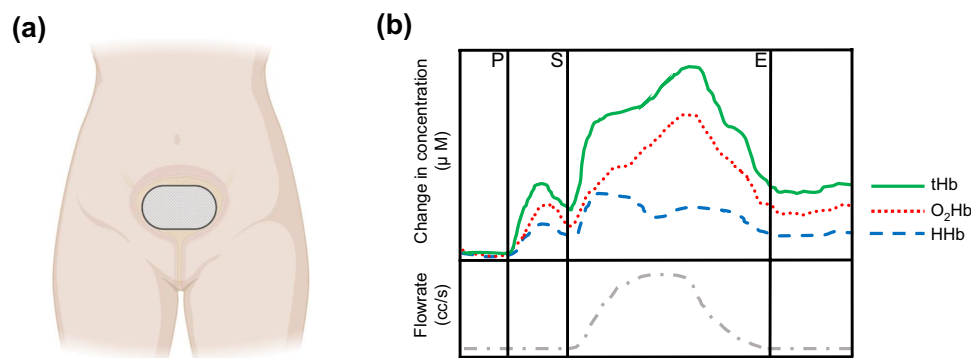 (a)
(b)
P
S
E
Change in concentration
(µ M)
Flowrate
(cc/s)
tHb
O₂Hb
HHb